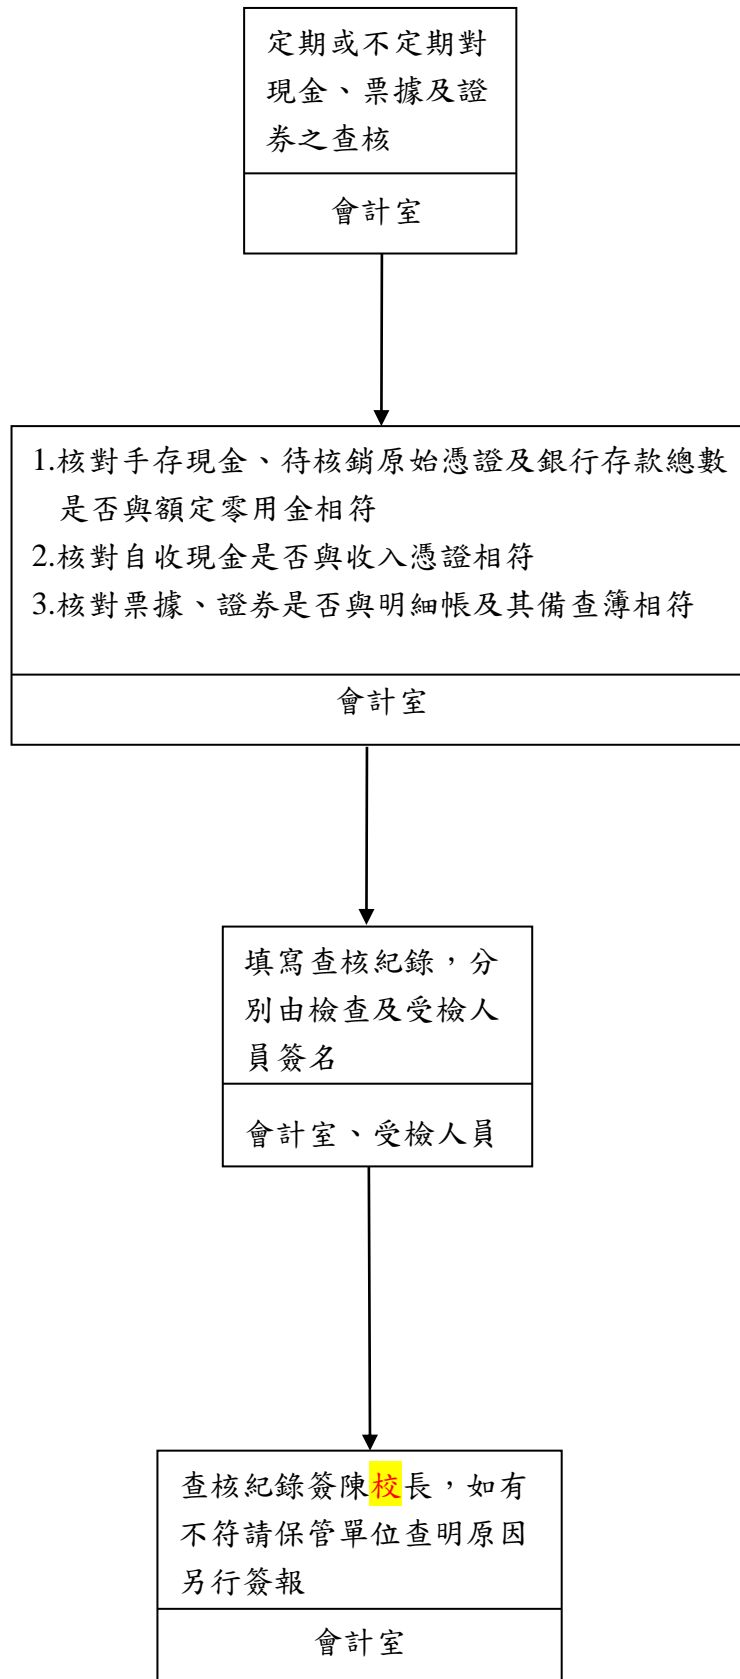 定期或不定期對
現金、票據及證
券之查核
會計室
1.核對手存現金、待核銷原始憑證及銀行存款總數
是否與額定零用金相符
2.核對自收現金是否與收入憑證相符
3.核對票據、證券是否與明細帳及其備查簿相符
會計室
填寫查核紀錄，分
別由檢查及受檢人
員簽名
會計室、受檢人員
查核紀錄簽陳校長，如有
不符請保管單位查明原因
另行簽報
會計室